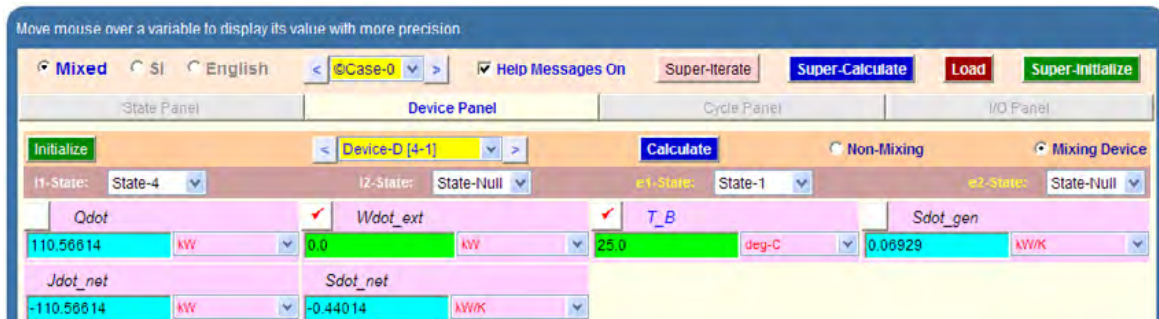 Move mouse over a variable to display its value with more precision.
Mixed SI English < ©Case-0 > Help Messages On Super-Iterate Super-Calculate Load Super-Initialize
State Panel Device Panel Cycle Panel I/O Panel
Initialize < Device-D [4-1] > Calculate Non-Mixing Mixing Device
i1-State: State-4 i2-State: State-Null e1-State: State-1 e2-State: State-Null
Qdot Wdot_ext T_B Sdot_gen
110.56614 kW 0.0 kW 25.0 deg-C 0.06929 kW/K
Jdot_net Sdot_net
-110.56614 kW -0.44014 kW/K